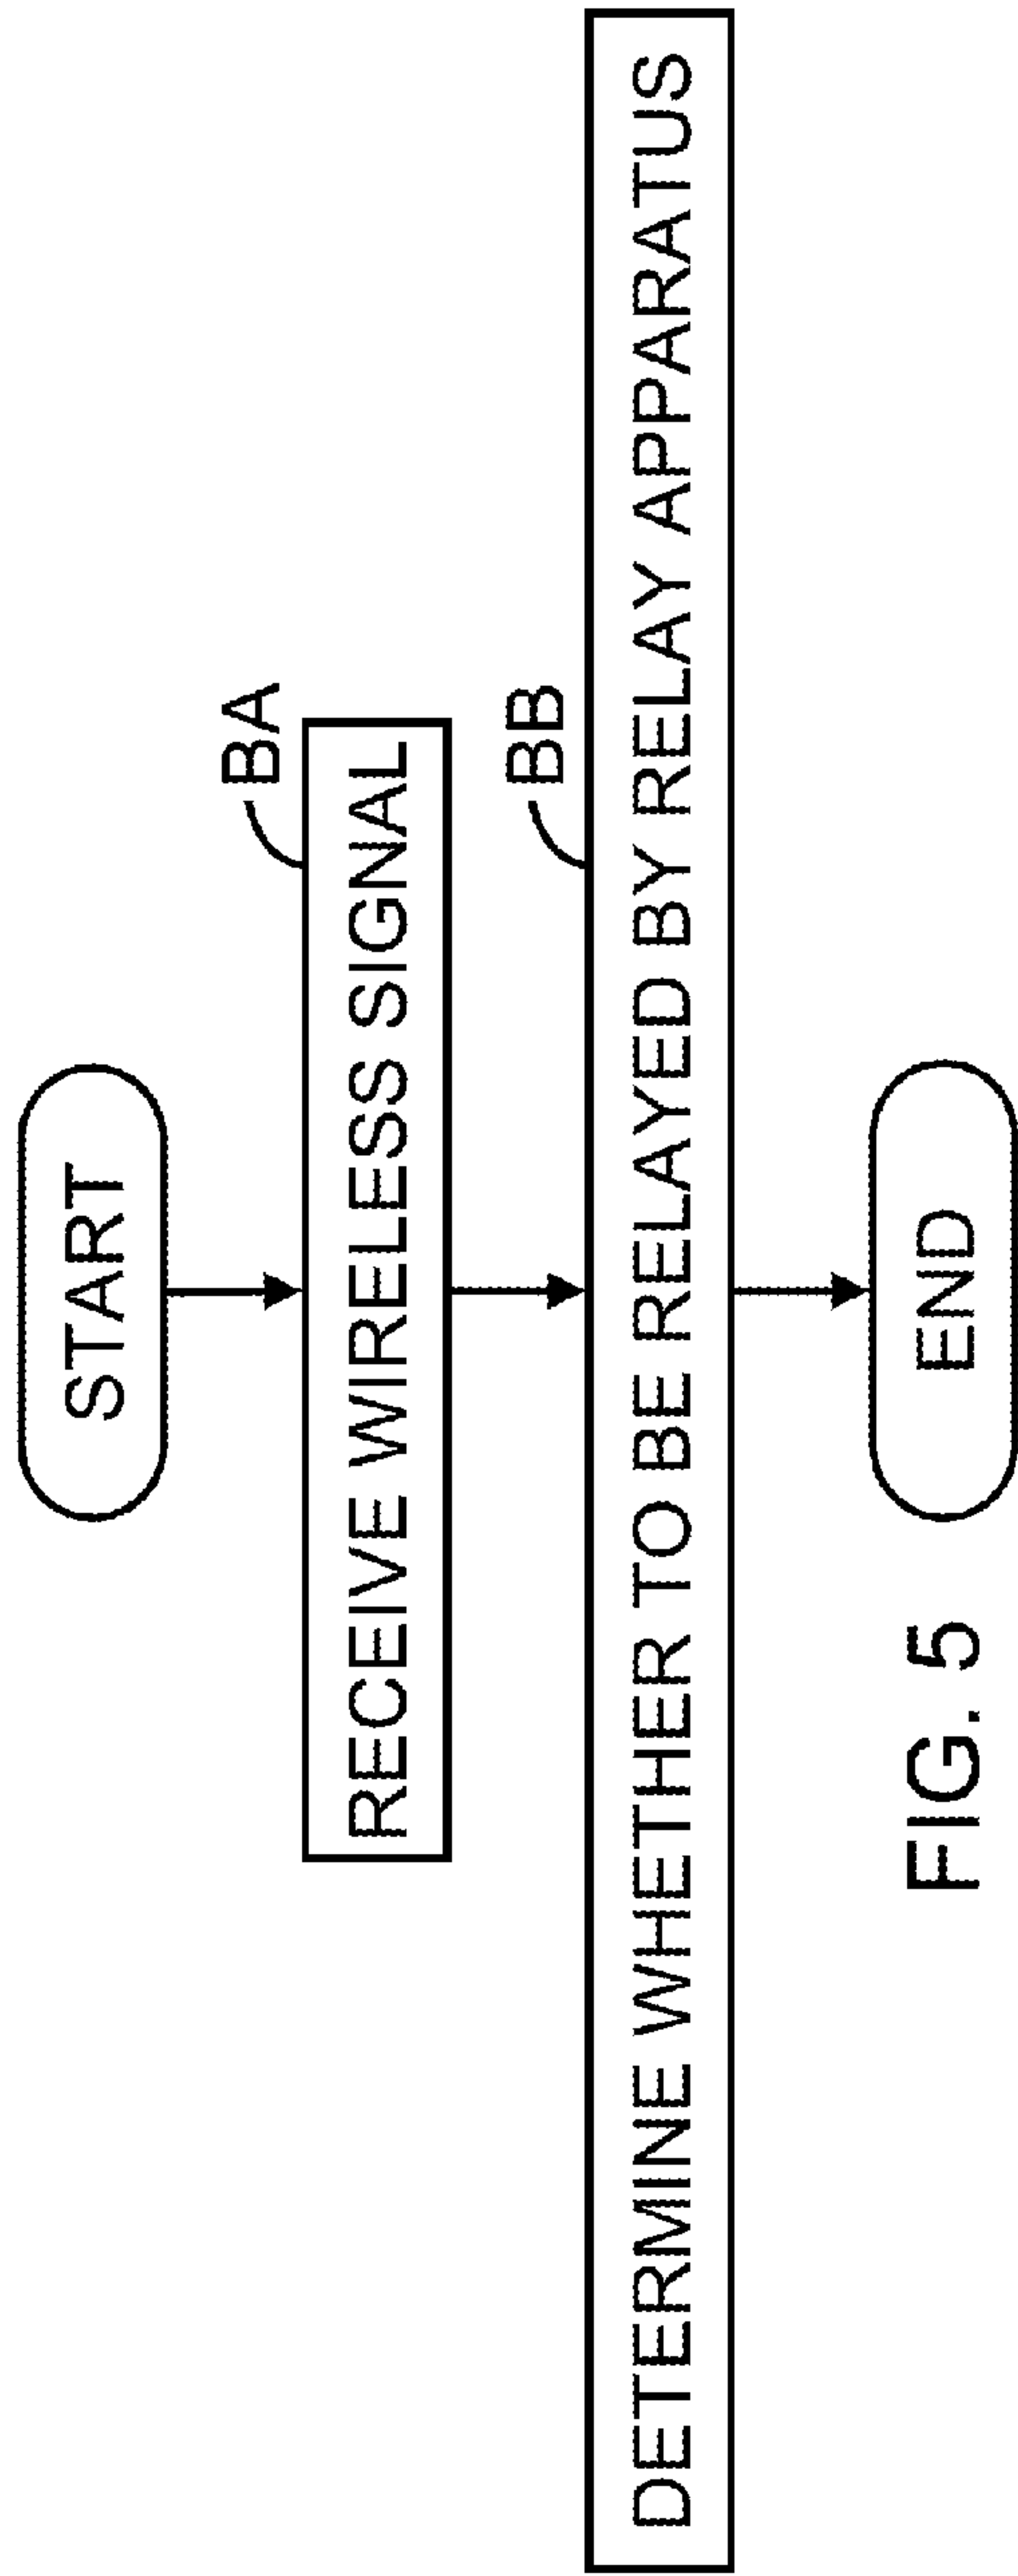 START
BA
RECEIVE WIRELESS SIGNAL
BB
DETERMINE WHETHER TO BE RELAYED BY RELAY APPARATUS
END
FIG. 5